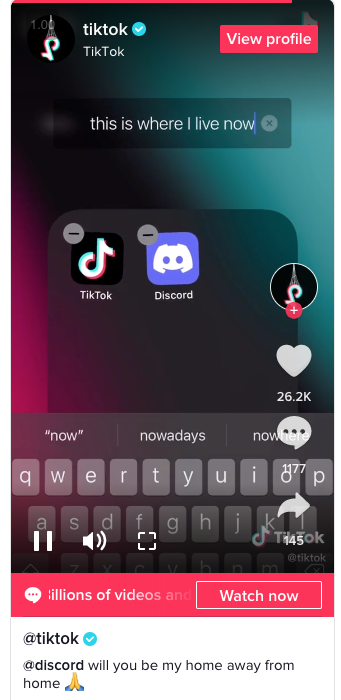 1.00
tiktok
TikTok
View profile
this is where I live now
TikTok
Discord
26.2K
"now"
nowadays
nowhere
1177
q w e r t y u i o p
a s d f g h j k
145
TikTok
@tiktok
z x c v b n m
illions of videos and
Watch now
@tiktok
@discord will you be my home away from
home 🙏